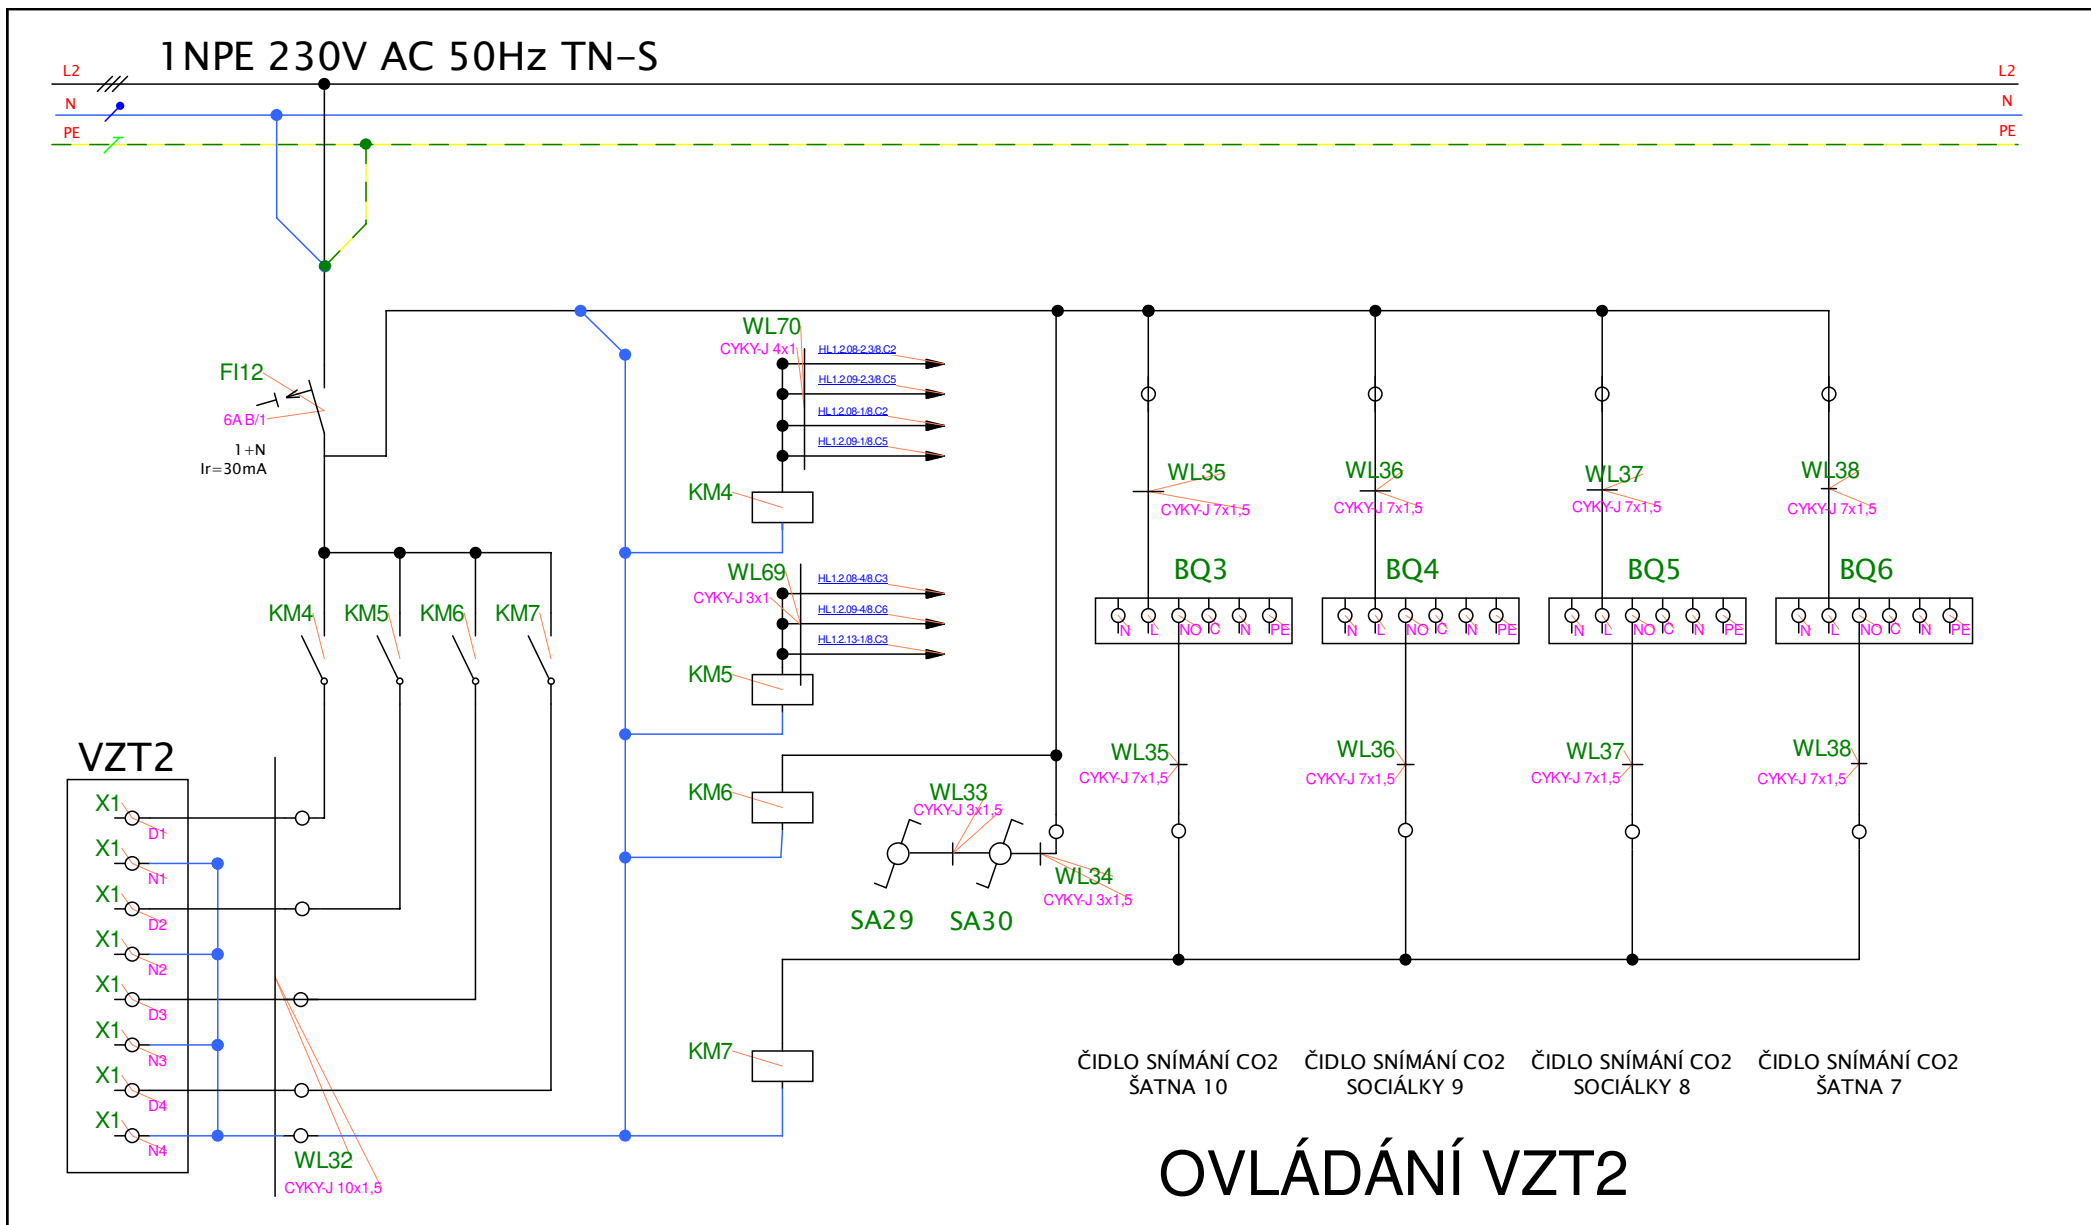 1NPE 230V AC 50Hz TN-S
L2
L2
N
N
PE
PE
FI12
6A B/1
1+N
Ir=30mA
WL70
CYKY-J 4x1
HL1.2.08-2,3/8.C2
HL1.2.09-2,3/8.C5
HL1.2.08-1/8.C2
HL1.2.09-1/8.C5
KM4
WL69
CYKY-J 3x1
HL1.2.08-4/8.C3
HL1.2.09-4/8.C6
HL1.2.13-1/8.C3
KM5
KM6
KM7
KM4
KM5
KM6
KM7
WL35
CYKY-J 7x1,5
WL36
CYKY-J 7x1,5
WL37
CYKY-J 7x1,5
WL38
CYKY-J 7x1,5
BQ3
N L NO C N PE
BQ4
N L NO C N PE
BQ5
N L NO C N PE
BQ6
N L NO C N PE
WL35
CYKY-J 7x1,5
WL36
CYKY-J 7x1,5
WL37
CYKY-J 7x1,5
WL38
CYKY-J 7x1,5
WL33
CYKY-J 3x1,5
WL34
CYKY-J 3x1,5
SA29
SA30
VZT2
X1
D1
X1
N1
X1
D2
X1
N2
X1
D3
X1
N3
X1
D4
X1
N4
WL32
CYKY-J 10x1,5
ČIDLO SNÍMÁNÍ CO2
ŠATNA 10
ČIDLO SNÍMÁNÍ CO2
SOCIÁLKY 9
ČIDLO SNÍMÁNÍ CO2
SOCIÁLKY 8
ČIDLO SNÍMÁNÍ CO2
ŠATNA 7
OVLÁDÁNÍ VZT2